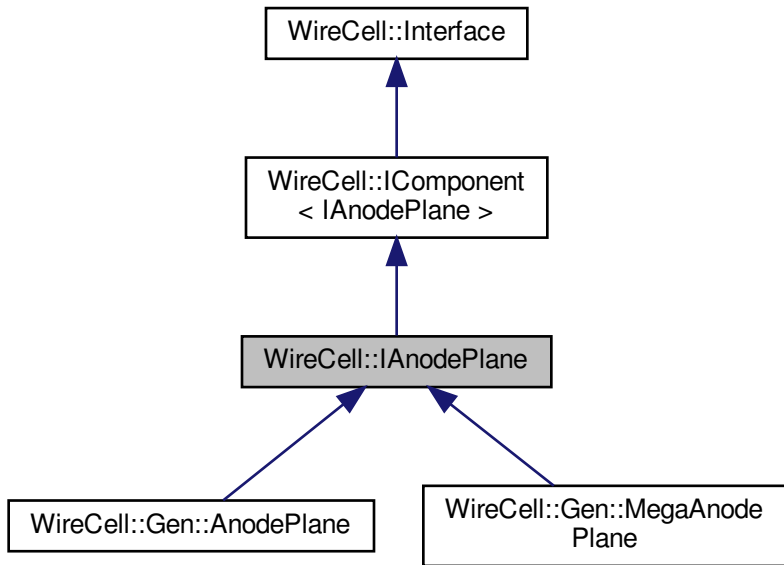 WireCell::Interface
WireCell::IComponent
< IAnodePlane >
WireCell::IAnodePlane
WireCell::Gen::AnodePlane
WireCell::Gen::MegaAnode
Plane